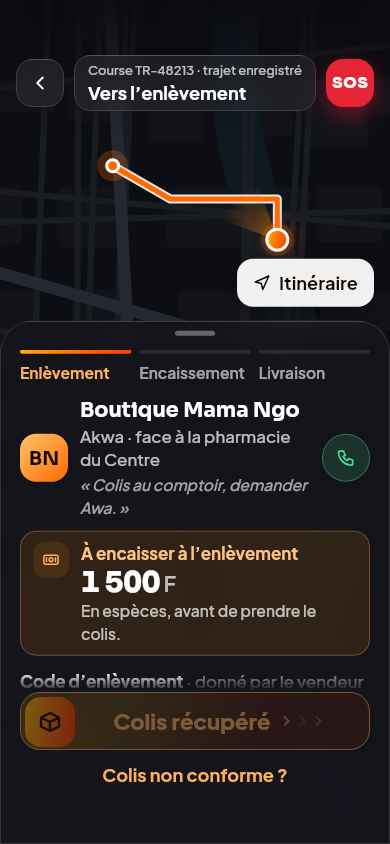 Course TR-48213 · trajet enregistré
Vers l’enlèvement
SOS
Itinéraire
Enlèvement
Encaissement
Livraison
Boutique Mama Ngo
BN
Akwa · face à la pharmacie
du Centre
« Colis au comptoir, demander
Awa. »
À encaisser à l’enlèvement
1 500 F
En espèces, avant de prendre le
colis.
Code d’enlèvement · donné par le vendeur
Colis récupéré
Colis non conforme ?